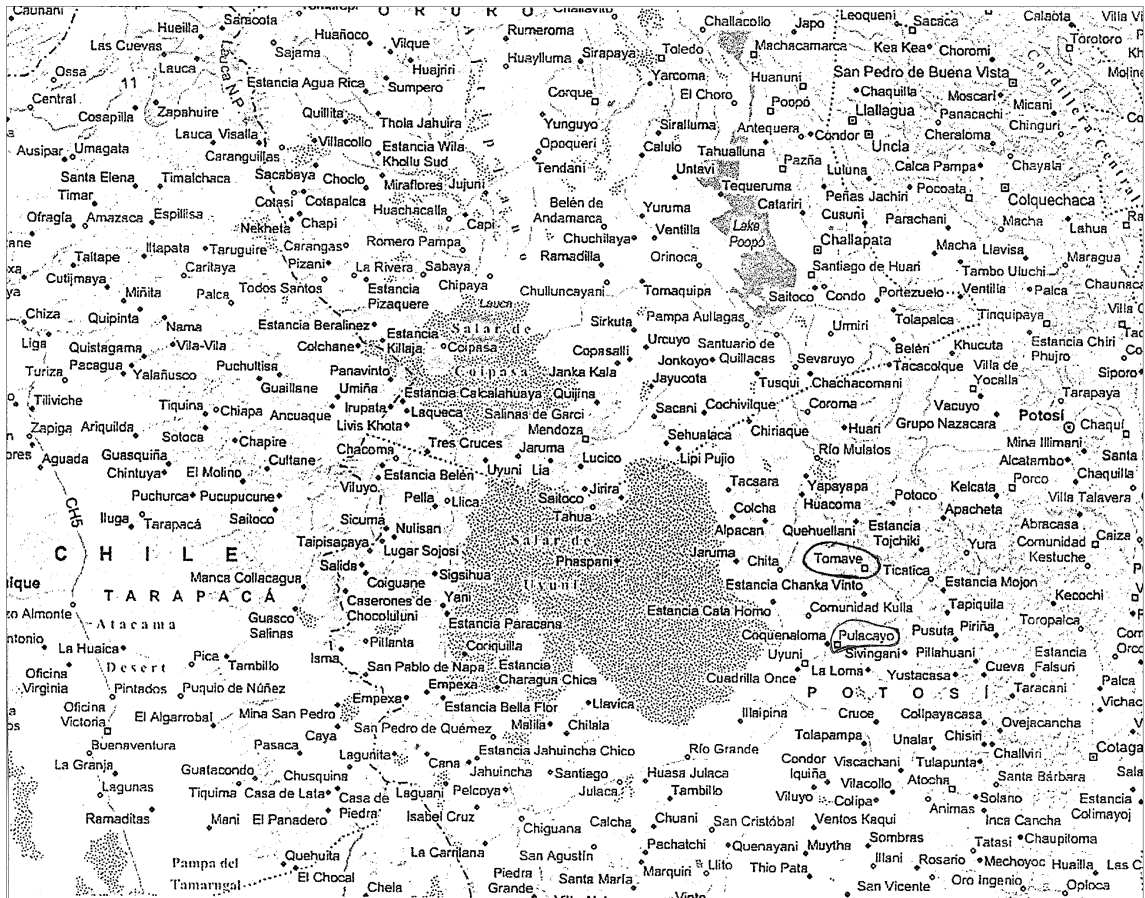 Caunani
Hueilla
Saracota
O R U R O
Challavito
Challacollo
Japo
Leoqueni
Sacaca
Calaota
Villa V
Las Cuevas
Huañoco
Vilque
Rumeroma
Sirapaya
Toledo
Machacamarca
Kea Kea
Choromi
Torotoro
Ossa
11
Lauca
Lauca NP
Sajama
Huajriri
Huaylluma
Estancia Agua Rica
Sumpero
Yarcoma
Huanuni
San Pedro de Buena Vista
Molin
Central
Cosapilla
Zapahuire
Quillita
Corque
El Choro
Poopó
Chaquilla
Moscari
Micani
Cordillera Central
Thola Jahuira
Yunguyo
Siralluma
Antequera
Llallagua
Panacachi
Chinguri
Lauca Visalla
Villacollo
Estancia Wila
Khollu Sud
Opoqueri
Calulo
Tahualluna
Condor
Uncia
Cheraloma
Ausipar
Umagata
Caranguillas
Tendani
Pazña
Calca Pampa
Chayala
Santa Elena
Timalchaca
Sacabaya
Choclo
Miraflores
Jujuni
Untavi
Luluna
Timar
Cotasi
Cotapalca
Tequeruma
Peñas Jachiri
Pocoata
Colquechaca
Ofragía
Amazaca
Espillisa
Nekheta
Chapi
Huachacalla
Capi
Belén de
Andamarca
Yuruma
Catariri
Cusuni
Parachani
Macha
Lahua
Carangas
Romero Pampa
Chuchilaya
Ventilla
Lake
Poopó
Challapata
Macha
Llevisa
Taltape
Iltapata
Taruguire
Pizani
La Rivera
Sabaya
Ramadilla
Orinoca
Santiago de Huari
Tambo Uluchi
Maragua
Cutijmaya
Caritaya
Todos Santos
Estancia
Pizaquere
Chipaya
Chulluncayani
Tomaquipa
Saitoco
Condo
Portezuelo
Ventilla
Palca
Chaunaca
Miñita
Palca
Lauca
Chiza
Quipinta
Nama
Estancia Beralinez
Estancia
Killaja
Salar de
Coipasa
Sirkuta
Pampa Aullagas
Urmiri
Tolapalca
Tinquipaya
Liga
Vila-Vila
Colchane
Coipasa
Copasalli
Urcuyo
Santuario de
Quillacas
Sevaruyo
Belén
Khucuta
Estancia Chiri
Phujro
Quistagama
Jonkoyo
Tacacolque
Pacagua
Yalañusco
Puchultisa
Panavinto
Janka Kala
Jayucota
Tusqui
Chachacomani
Villa de
Yocalla
Siporo
Turiza
Guaillane
Umiña
Estancia Calcalahuaya
Quijina
Tarapaya
Tiliviche
Tiquina
Chiapa
Ancuaque
Irupata
Laqueca
Salinas de Garci
Mendoza
Sacani
Cochivilque
Coroma
Vacuyo
Potosí
Zapiga
Ariquilda
Sotoca
Livis Khota
Chiriaque
Huari
Grupo Nazacara
Chaquí
Chapire
Tres Cruces
Jaruma
Sehualaca
Mina Illimani
Guasquiña
Chacoma
Río Mulatos
Alcatambo
Santa
Aguada
Chintuya
El Molino
Cultane
Estancia Belén
Uyuni
Lia
Lucico
Lipi Pujio
Chaquilla
Viluyo
Tacaara
Yapayapa
Kelcata
Porco
Puchurca
Pucupucune
Pella
Llica
Saitoco
Jirira
Huacoma
Potoco
Villa Talavera
CH5
Iluga
Tarapacá
Saitoco
Sicuma
Tahua
Colcha
Apacheta
Nulisan
Salar de
Uyuni
Alpacan
Quehuellani
Estancia
Tojchiki
Abracasa
Comunidad
Kestuche
Caiza
C H I L E
Taipisacaya
Lugar Sojosi
Phaspani
Jaruma
Chita
Tomave
Yura
Salida
Ticatica
Manca Collacagua
Coiguane
Sigsihua
Estancia Chanka Vinto
Estancia Mojon
T A R A P A C Á
Caserones de
Chocoluluni
Yani
Estancia Cata Homo
Comunidad Kulla
Tapiquila
Kecochi
zo Almonte
Atacama
Desert
Guasco
Salinas
Estancia Paracana
Toropalca
Coquenaloma
Pulacayo
Pusuta
Piriña
La Huaica
Pillanta
Coriquilla
Uyuni
Sivingani
Pillahuani
Isma
Pica
Tambillo
San Pablo de Napa
Estancia
Charagua Chica
Cuadrilla Once
La Loma
Yustacasa
Cueva
Estancia
Falsuri
Oficina
Virginia
Pintados
Puquio de Núñez
Empexa
Empexa
P O T O S Í
Taracani
Palca
Oficina
Victoria
El Algarrobal
Mina San Pedro
Estancia Bella Flor
Llavica
Illaipina
Cruce
Collpayacasa
Ovejacancha
Caya
San Pedro de Quémez
Malila
Chilala
Tolapampa
Chisiri
Buenaventura
Pasaca
Estancia Jahuincha Chico
Río Grande
Unalar
Challviri
Cotaga
La Granja
Lagunita
Cana
Viscachani
Tulapunta
Guatacondo
Chusquina
Jahuincha
Santiago
Julaca
Huasa Julaca
Condor
Iquiña
Vilacollo
Atocha
Santa Bárbara
Lagunas
Tiquima
Casa de Lata
Casa de
Piedra
Laguani
Pelcoya
Tambillo
Viluyo
Colipa
Solano
Estancia
Colimayoj
Ramaditas
Mani
El Panadero
Isabel Cruz
Chiguana
Calcha
Chuani
San Cristóbal
Ventos Kaqui
Animas
Inca Cancha
Pampa del
Tamarugal
Quehuita
La Carrilana
San Agustín
Pachatchi
Quenayani
Muytha
Sombras
Tatasi
Chaupiloma
El Chocal
Piedra
Grande
Marquiri
Llito
Thio Pata
Illani
Rosario
Mechoyoc
Huailla
Las C
Chela
Santa María
San Vicente
Oro Ingenio
Oploca
Vinto